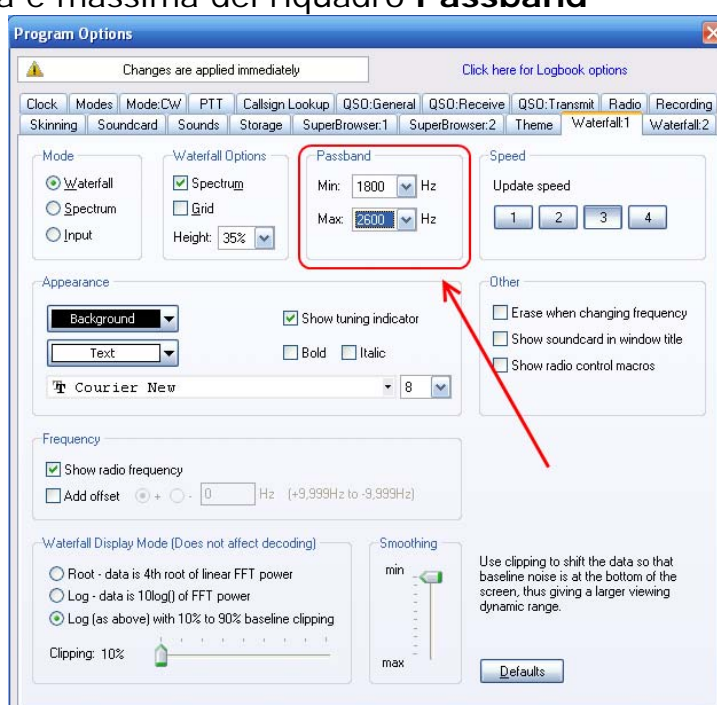 e massima del riquadro Passband
Program Options
Changes are applied immediately
Click here for Logbook options
Clock Modes Mode:CW PTT Callsign Lookup QSO:General QSO:Receive QSO:Transmit Radio Recording
Skinning Soundcard Sounds Storage SuperBrowser:1 SuperBrowser:2 Theme Waterfall:1 Waterfall:2
Mode
Waterfall
Spectrum
Input
Waterfall Options
Spectrum
Grid
Height: 35%
Passband
Min: 1800 Hz
Max: 2600 Hz
Speed
Update speed
1 2 3 4
Appearance
Background
Text
Show tuning indicator
Bold Italic
Courier New 8
Other
Erase when changing frequency
Show soundcard in window title
Show radio control macros
Frequency
Show radio frequency
Add offset + - 0 Hz (+9,999Hz to -9,999Hz)
Waterfall Display Mode (Does not affect decoding)
Root - data is 4th root of linear FFT power
Log - data is 10log() of FFT power
Log (as above) with 10% to 90% baseline clipping
Clipping: 10%
Smoothing
min
max
Use clipping to shift the data so that
baseline noise is at the bottom of the
screen, thus giving a larger viewing
dynamic range.
Defaults